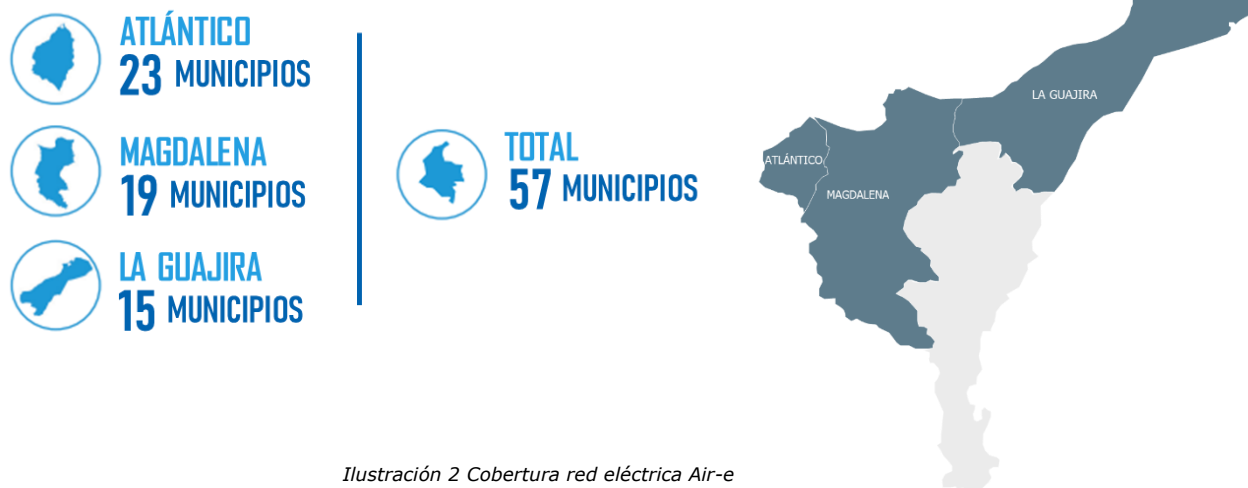 ATLÁNTICO
23 MUNICIPIOS
MAGDALENA
19 MUNICIPIOS
LA GUAJIRA
15 MUNICIPIOS
TOTAL
57 MUNICIPIOS
LA GUAJIRA
ATLÁNTICO
MAGDALENA
Ilustración 2 Cobertura red eléctrica Air-e